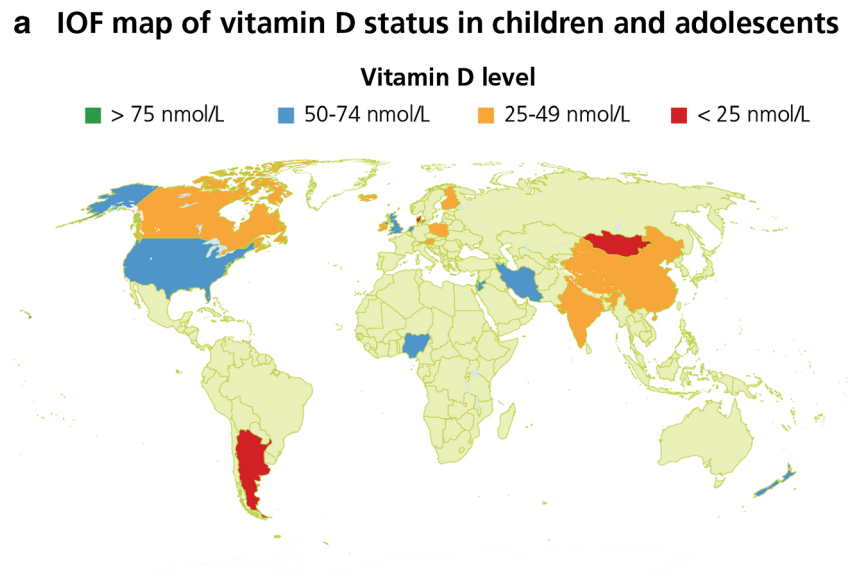 a IOF map of vitamin D status in children and adolescents
Vitamin D level
> 75 nmol/L 50-74 nmol/L 25-49 nmol/L < 25 nmol/L